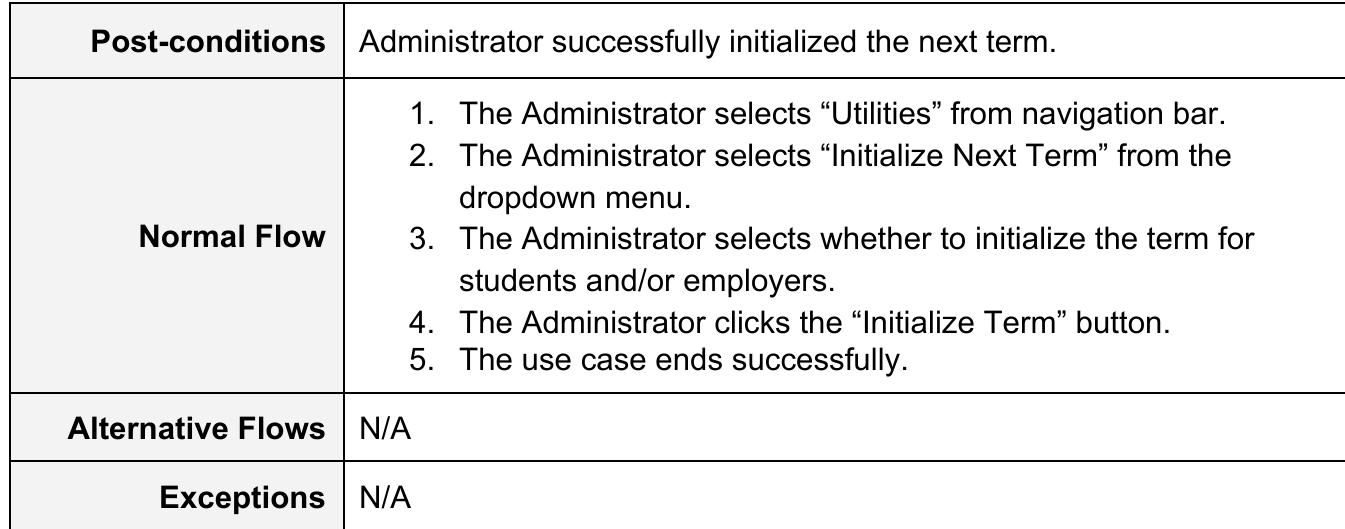 Post-conditions Administrator successfully initialized the next term.
Normal Flow
1. The Administrator selects “Utilities” from navigation bar.
2. The Administrator selects “Initialize Next Term” from the
dropdown menu.
3. The Administrator selects whether to initialize the term for
students and/or employers.
4. The Administrator clicks the “Initialize Term” button.
5. The use case ends successfully.
Alternative Flows N/A
Exceptions N/A